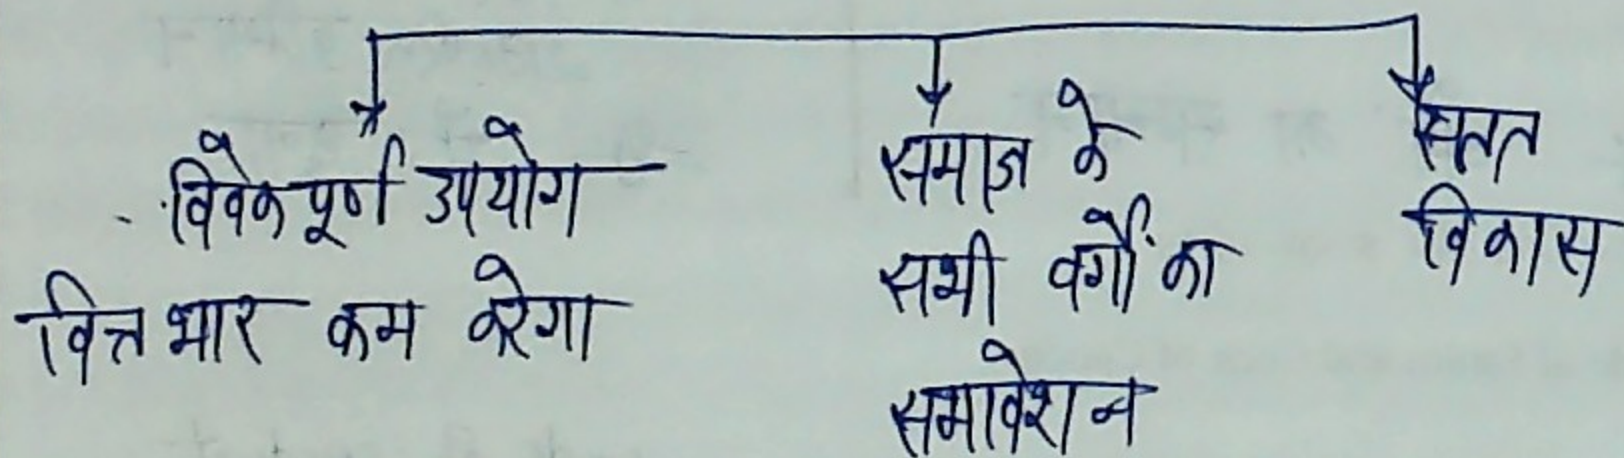 विवेकपूर्ण उपयोग
वित्त भार कम करेगा
समाज के
सभी वर्गों का
समावेशन
सतत
विकास